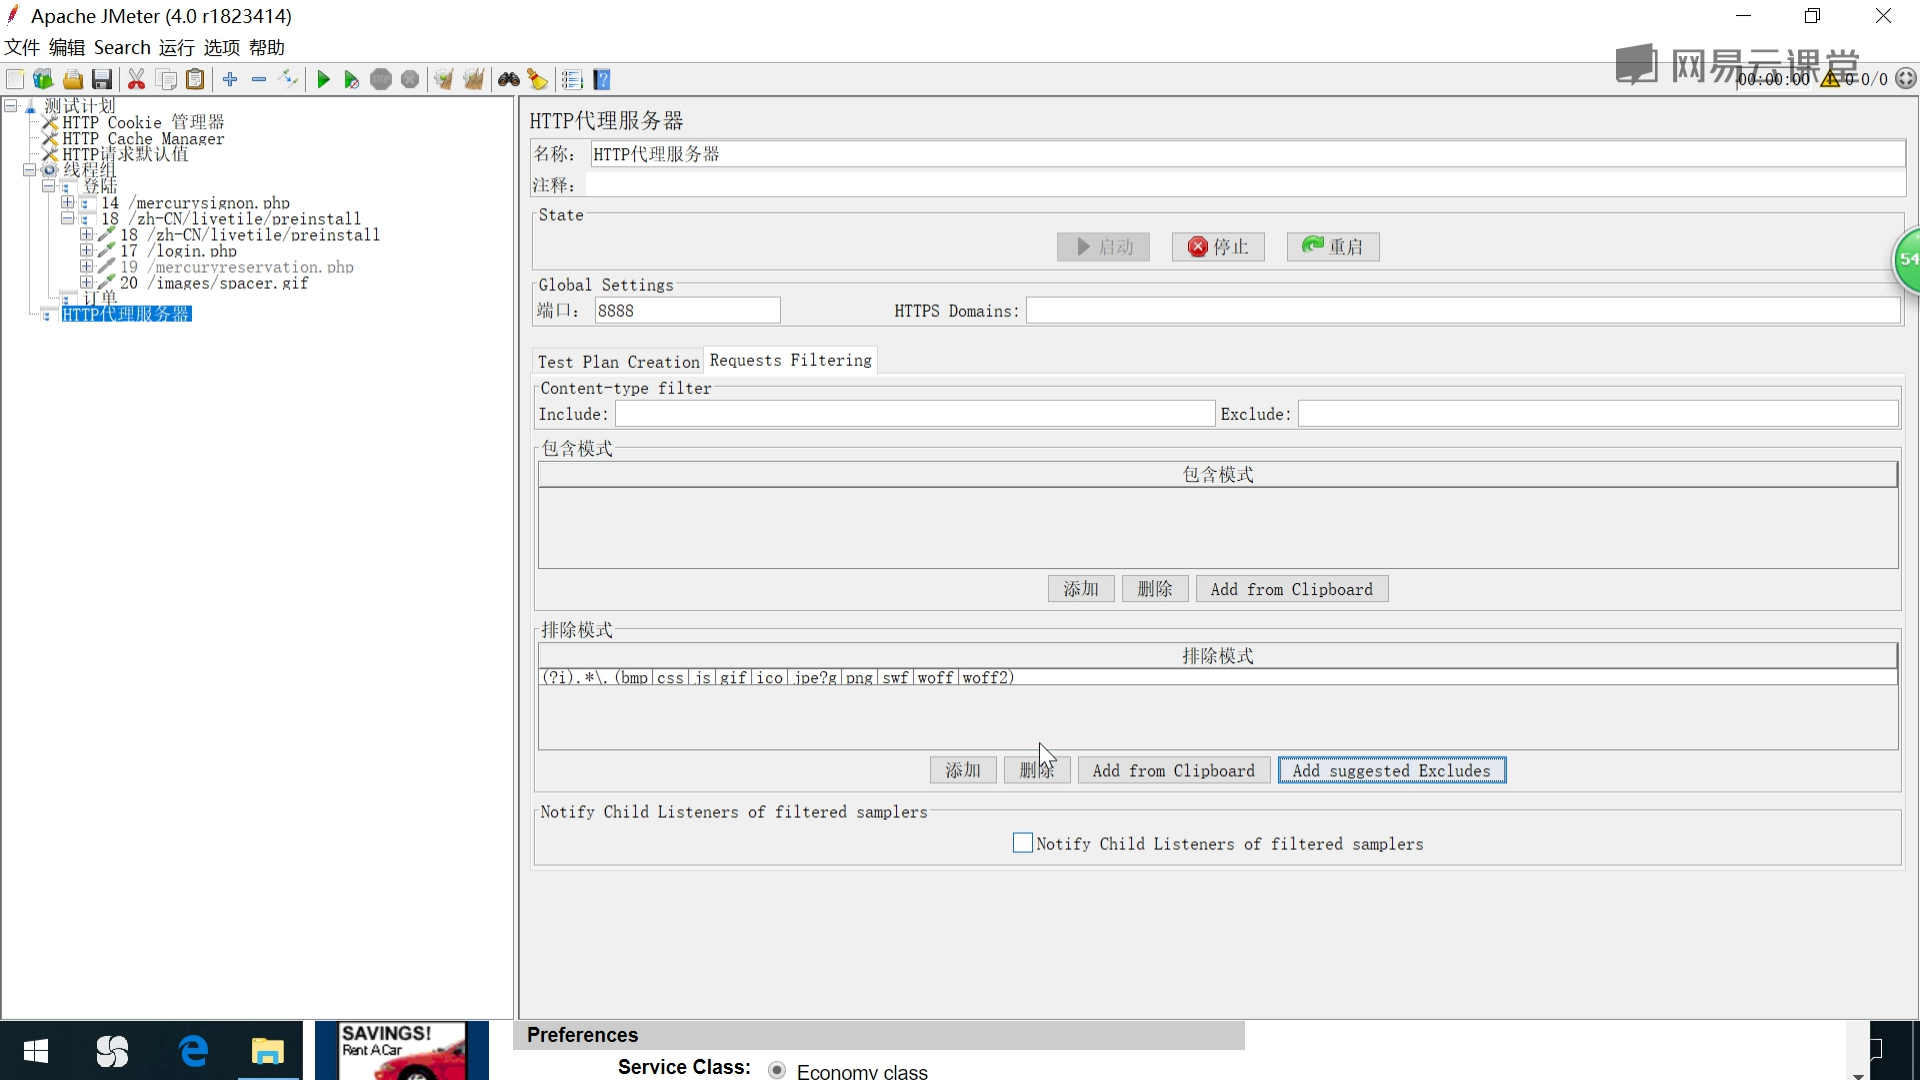 Apache JMeter (4.0 r1823414)
文件 编辑 Search 运行 选项 帮助
网易云课堂
00:00:00 0 0/0
测试计划
HTTP Cookie 管理器
HTTP Cache Manager
HTTP请求默认值
线程组
登陆
14 /mercurysignon.php
18 /zh-CN/livetile/preinstall
18 /zh-CN/livetile/preinstall
17 /login.php
19 /mercuryreservation.php
20 /images/spacer.gif
订单
HTTP代理服务器
HTTP代理服务器
名称: HTTP代理服务器
注释:
State
启动 停止 重启
54
Global Settings
端口: 8888 HTTPS Domains:
Test Plan Creation Requests Filtering
Content-type filter
Include: Exclude:
包含模式
包含模式
添加 删除 Add from Clipboard
排除模式
排除模式
(?i).*\.(bmp|css|js|gif|ico|jpe?g|png|swf|woff|woff2)
添加 删除 Add from Clipboard Add suggested Excludes
Notify Child Listeners of filtered samplers
Notify Child Listeners of filtered samplers
SAVINGS!
Rent A Car
Preferences
Service Class: Economy class